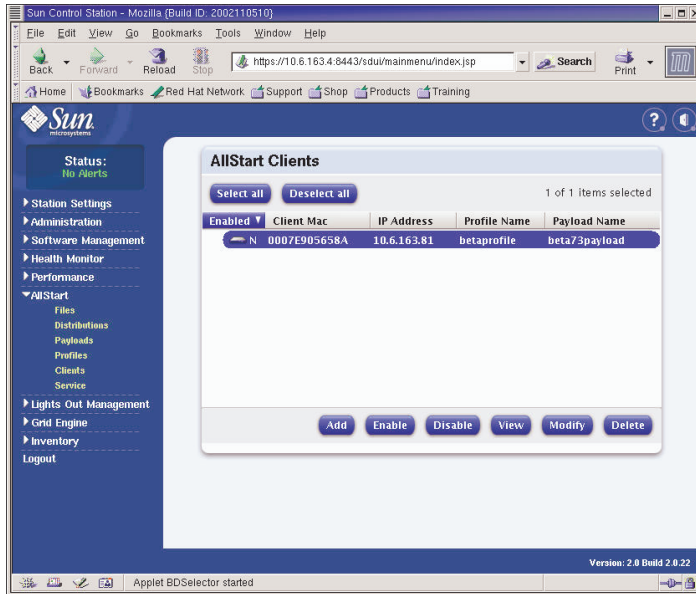 Sun Control Station - Mozilla {Build ID: 2002110510}
File Edit View Go Bookmarks Tools Window Help
Back Forward Reload Stop https://10.6.163.4:8443/sdui/mainmenu/index.jsp Search Print
Home Bookmarks Red Hat Network Support Shop Products Training
Sun
microsystems
?
Status:
No Alerts
Station Settings
Administration
Software Management
Health Monitor
Performance
AllStart
Files
Distributions
Payloads
Profiles
Clients
Service
Lights Out Management
Grid Engine
Inventory
Logout
AllStart Clients
Select all Deselect all 1 of 1 items selected
Enabled Client Mac IP Address Profile Name Payload Name
N 0007E905658A 10.6.163.81 betaprofile beta73payload
Add Enable Disable View Modify Delete
Version: 2.0 Build 2.0.22
Applet BDSelector started